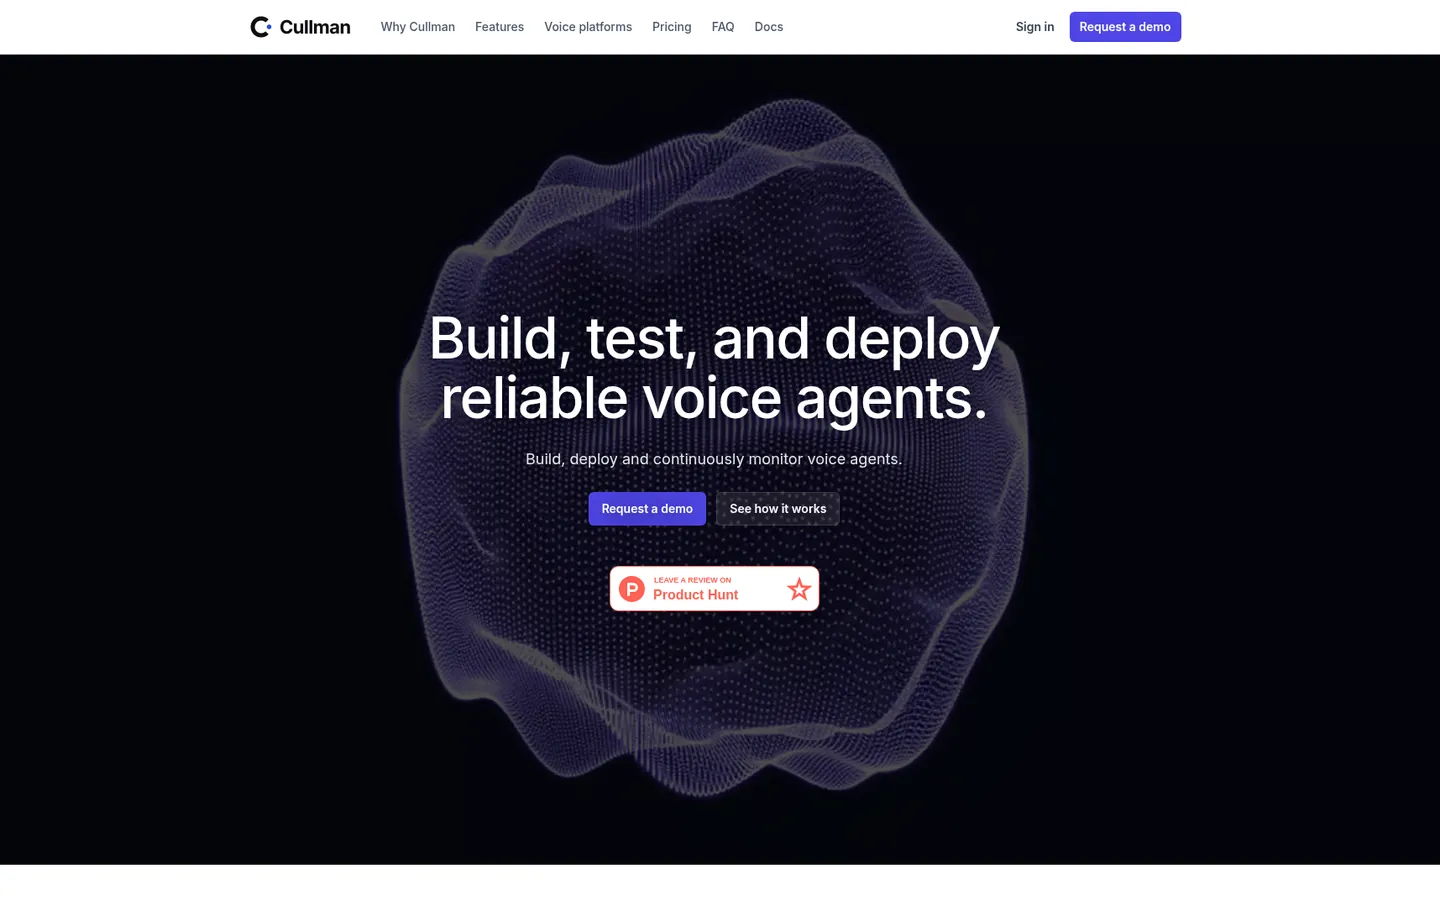 Cullman
Why Cullman
Features
Voice platforms
Pricing
FAQ
Docs
Sign in
Request a demo
Build, test, and deploy
reliable voice agents.
Build, deploy and continuously monitor voice agents.
Request a demo
See how it works
P
LEAVE A REVIEW ON
Product Hunt